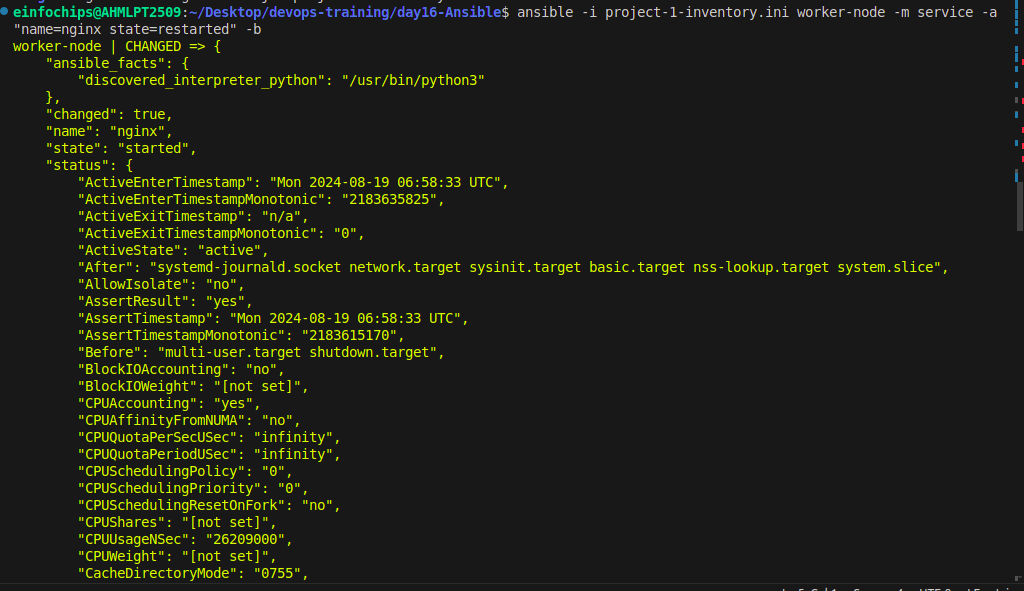 einfochips@AHMLPT2509:~/Desktop/devops-training/day16-Ansible$ ansible -i project-1-inventory.ini worker-node -m service -a
"name=nginx state=restarted" -b
worker-node | CHANGED => {
    "ansible_facts": {
        "discovered_interpreter_python": "/usr/bin/python3"
    },
    "changed": true,
    "name": "nginx",
    "state": "started",
    "status": {
        "ActiveEnterTimestamp": "Mon 2024-08-19 06:58:33 UTC",
        "ActiveEnterTimestampMonotonic": "2183635825",
        "ActiveExitTimestamp": "n/a",
        "ActiveExitTimestampMonotonic": "0",
        "ActiveState": "active",
        "After": "systemd-journald.socket network.target sysinit.target basic.target nss-lookup.target system.slice",
        "AllowIsolate": "no",
        "AssertResult": "yes",
        "AssertTimestamp": "Mon 2024-08-19 06:58:33 UTC",
        "AssertTimestampMonotonic": "2183615170",
        "Before": "multi-user.target shutdown.target",
        "BlockIOAccounting": "no",
        "BlockIOWeight": "[not set]",
        "CPUAccounting": "yes",
        "CPUAffinityFromNUMA": "no",
        "CPUQuotaPerSecUSec": "infinity",
        "CPUQuotaPeriodUSec": "infinity",
        "CPUSchedulingPolicy": "0",
        "CPUSchedulingPriority": "0",
        "CPUSchedulingResetOnFork": "no",
        "CPUShares": "[not set]",
        "CPUUsageNSec": "26209000",
        "CPUWeight": "[not set]",
        "CacheDirectoryMode": "0755",